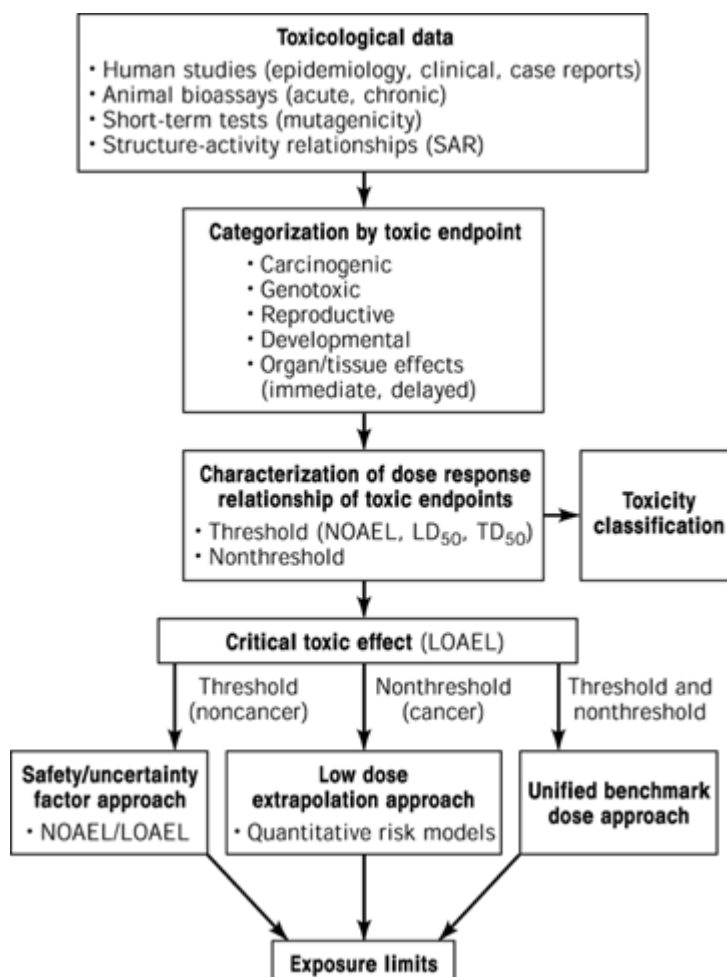 Toxicological data
• Human studies (epidemiology, clinical, case reports)
• Animal bioassays (acute, chronic)
• Short-term tests (mutagenicity)
• Structure-activity relationships (SAR)
Categorization by toxic endpoint
• Carcinogenic
• Genotoxic
• Reproductive
• Developmental
• Organ/tissue effects
(immediate, delayed)
Characterization of dose response
relationship of toxic endpoints
• Threshold (NOAEL, LD₅₀, TD₅₀)
• Nonthreshold
Toxicity
classification
Critical toxic effect (LOAEL)
Threshold
(noncancer)
Nonthreshold
(cancer)
Threshold and
nonthreshold
Safety/uncertainty
factor approach
• NOAEL/LOAEL
Low dose
extrapolation approach
• Quantitative risk models
Unified benchmark
dose approach
Exposure limits